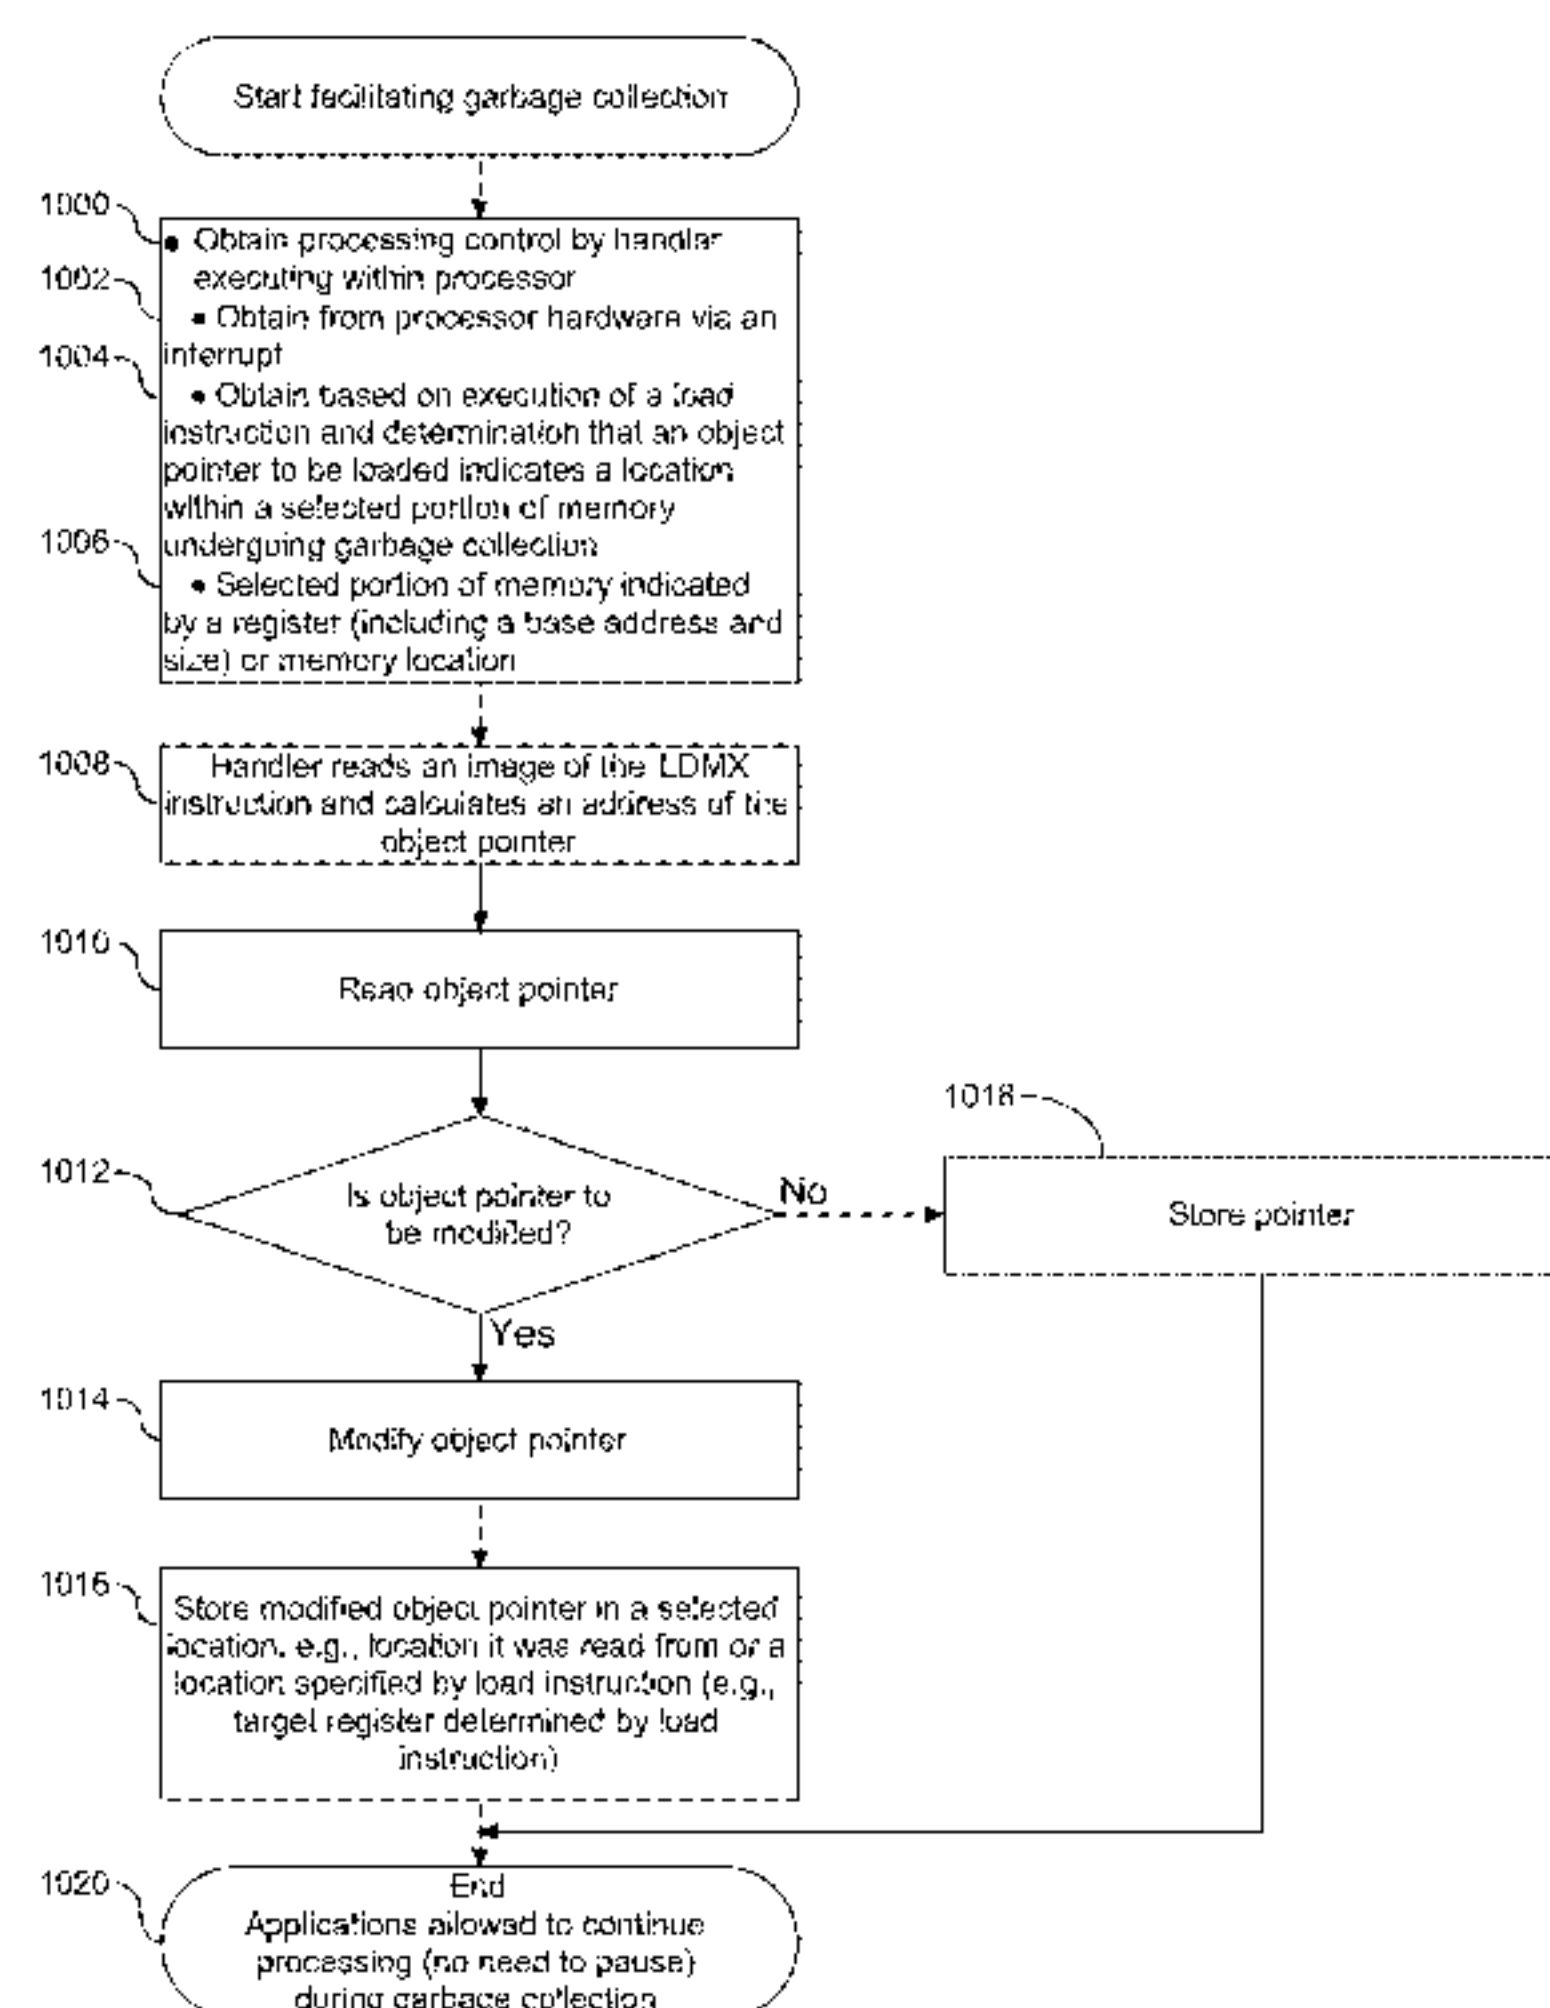 Start facilitating garbage collection
1000
• Obtain processing control by handler
executing within processor
1002
• Obtain from processor hardware via an
interrupt
1004
• Obtain based on execution of a load
instruction and determination that an object
pointer to be loaded indicates a location
within a selected portion of memory
undergoing garbage collection
1006
• Selected portion of memory indicated
by a register (including a base address and
size) or memory location
1008
Handler reads an image of the LDMX
instruction and calculates an address of the
object pointer
1010
Read object pointer
1012
Is object pointer to
be modified?
No
1018
Store pointer
Yes
1014
Modify object pointer
1016
Store modified object pointer in a selected
location, e.g., location it was read from or a
location specified by load instruction (e.g.,
target register determined by load
instruction)
1020
End
Applications allowed to continue
processing (no need to pause)
during garbage collection